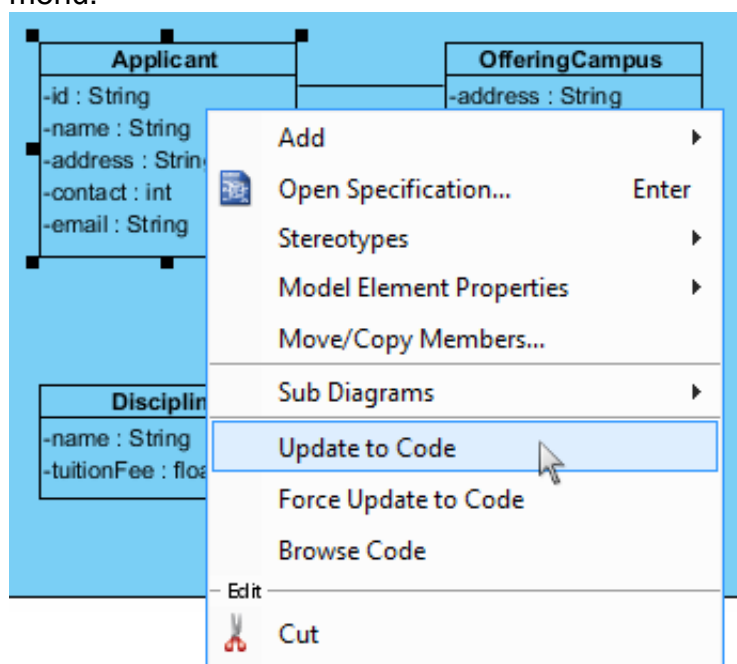 menu.
Applicant
-id : String
-name : String
-address : Strin
-contact : int
-email : String
OfferingCampus
-address : String
Disciplin
-name : String
-tuitionFee : floa
Add
Open Specification... Enter
Stereotypes
Model Element Properties
Move/Copy Members...
Sub Diagrams
Update to Code
Force Update to Code
Browse Code
Edit
Cut